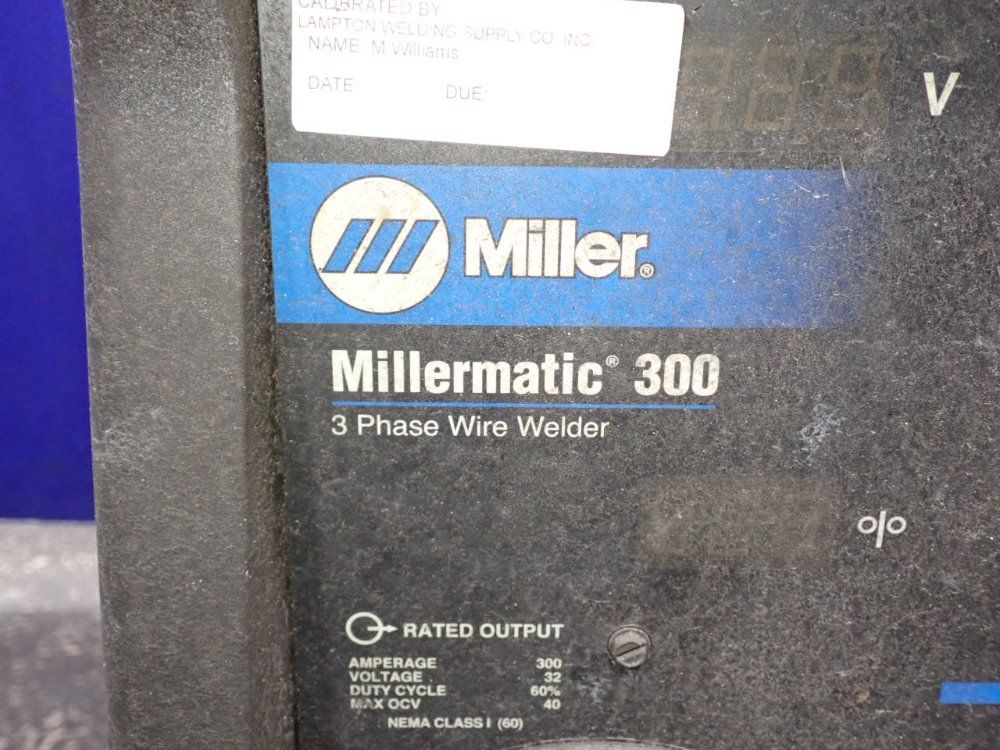 CALIBRATED BY
LAMPTON WELDING SUPPLY CO. INC.
NAME: M Williams
DATE: DUE:
V
Miller®
Millermatic® 300
3 Phase Wire Welder
%
RATED OUTPUT
AMPERAGE 300
VOLTAGE 32
DUTY CYCLE 60%
MAX OCV 40
NEMA CLASS I (60)